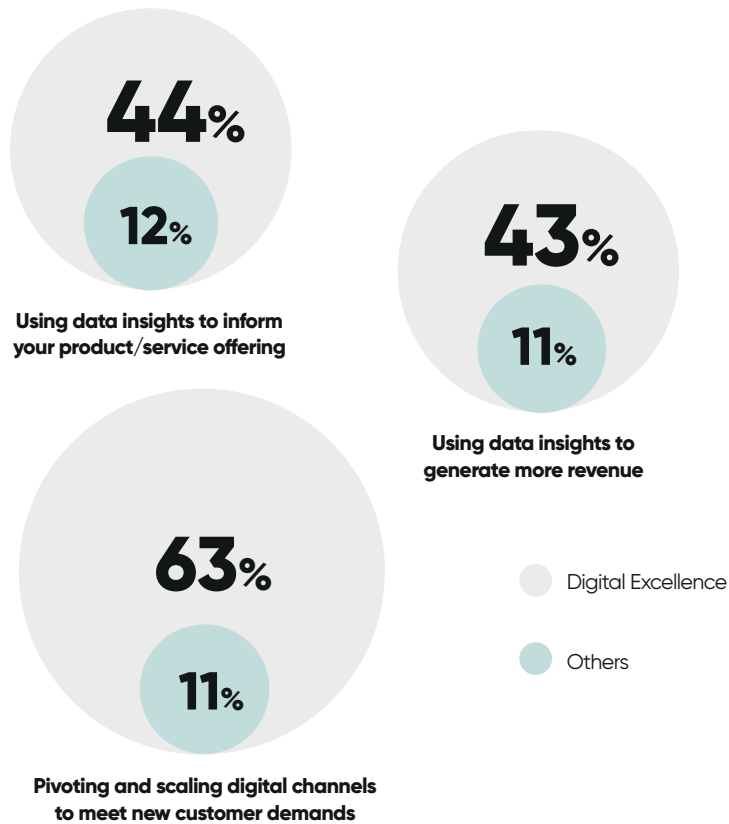 44%
12%
Using data insights to inform
your product/service offering
43%
11%
Using data insights to
generate more revenue
63%
11%
Pivoting and scaling digital channels
to meet new customer demands
Digital Excellence
Others